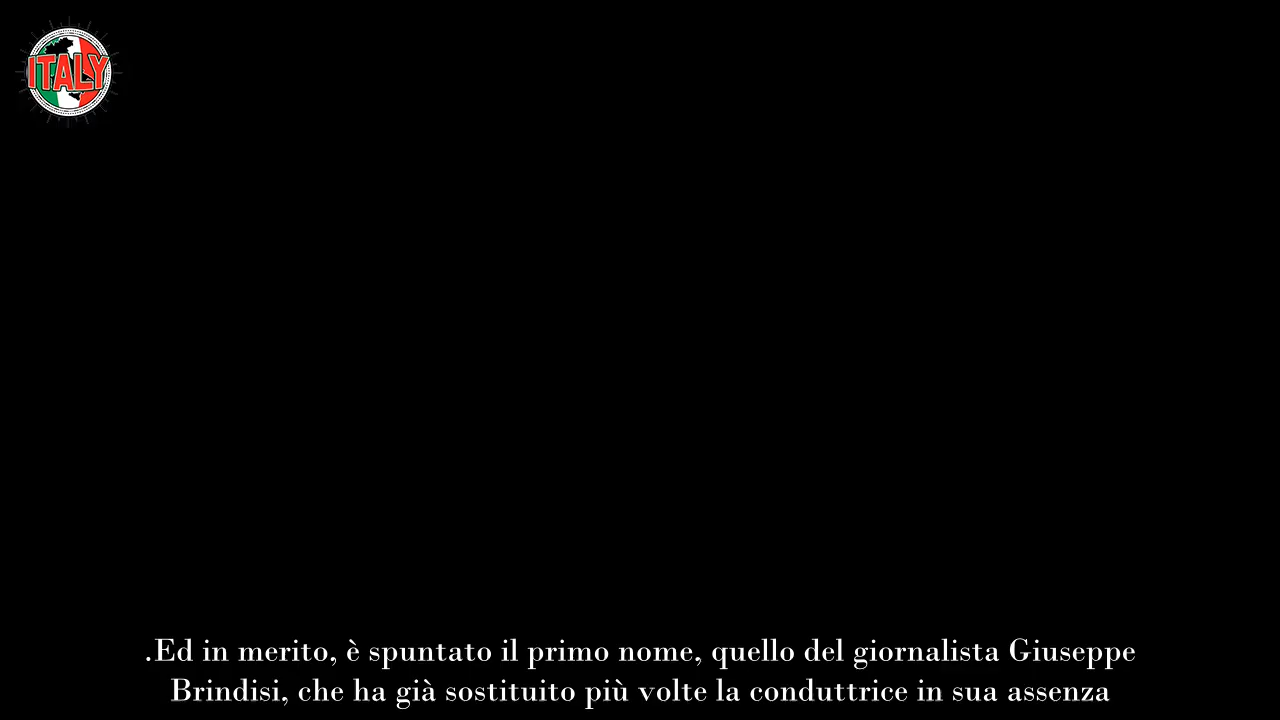 ITALY
.Ed in merito, è spuntato il primo nome, quello del giornalista Giuseppe
Brindisi, che ha già sostituito più volte la conduttrice in sua assenza